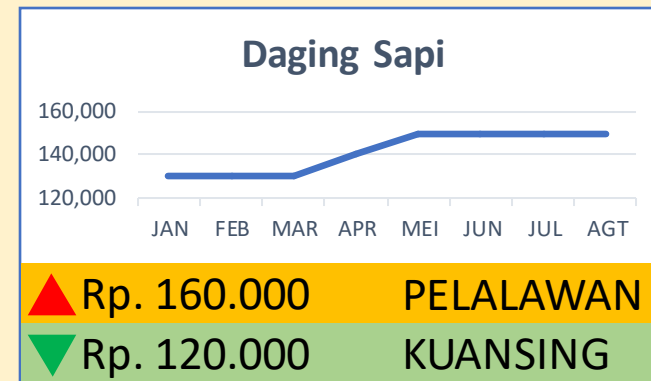 Daging Sapi
160,000
140,000
120,000
JAN FEB MAR APR MEI JUN JUL AGT
Rp. 160.000 PELALAWAN
Rp. 120.000 KUANSING